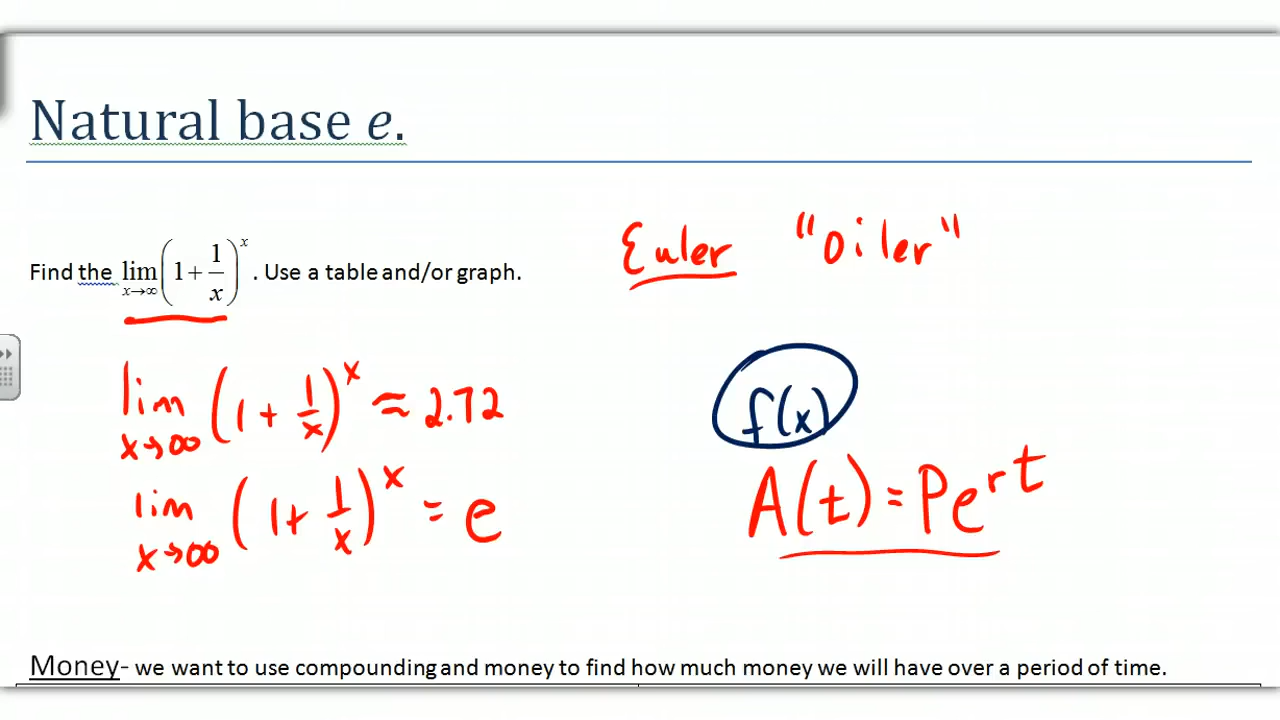 Natural base e.
Euler "Oiler"
Find the lim x→∞ (1 + 1/x)^x . Use a table and/or graph.
lim x→∞ (1 + 1/x)^x ≈ 2.72
f(x)
lim x→∞ (1 + 1/x)^x = e
A(t) = Pe^rt
Money- we want to use compounding and money to find how much money we will have over a period of time.